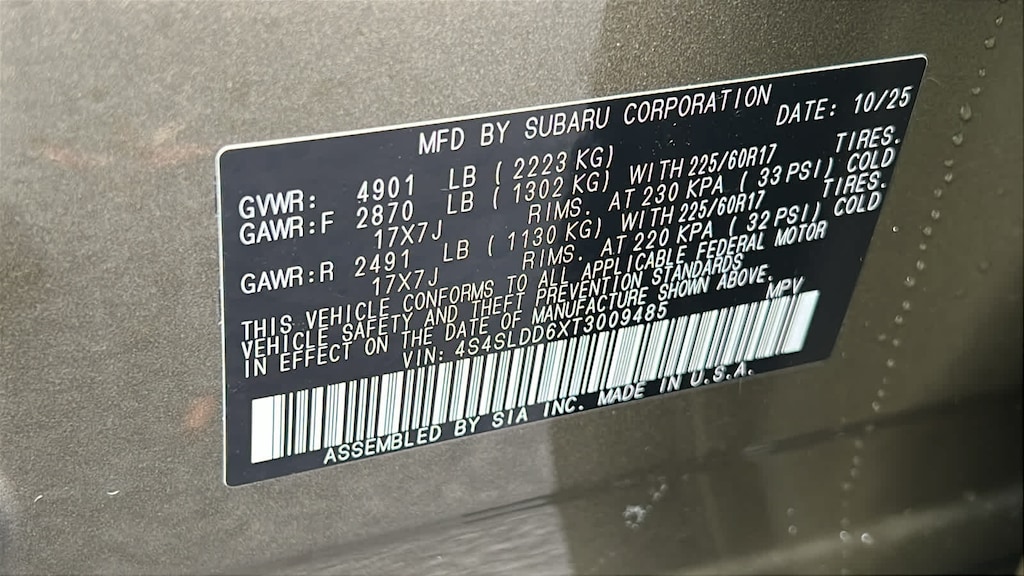 MFD BY SUBARU CORPORATION DATE: 10/25
GVWR: 4901 LB ( 2223 KG)
GAWR:F 2870 LB ( 1302 KG) WITH 225/60R17 TIRES.
17X7J RIMS. AT 230 KPA ( 33 PSI) COLD
GAWR:R 2491 LB ( 1130 KG) WITH 225/60R17 TIRES.
17X7J RIMS. AT 220 KPA ( 32 PSI) COLD
THIS VEHICLE CONFORMS TO ALL APPLICABLE FEDERAL MOTOR
VEHICLE SAFETY AND THEFT PREVENTION STANDARDS
IN EFFECT ON THE DATE OF MANUFACTURE SHOWN ABOVE.
VIN: 4S4SLDD6XT3009485 MPV
ASSEMBLED BY SIA INC. MADE IN U.S.A.